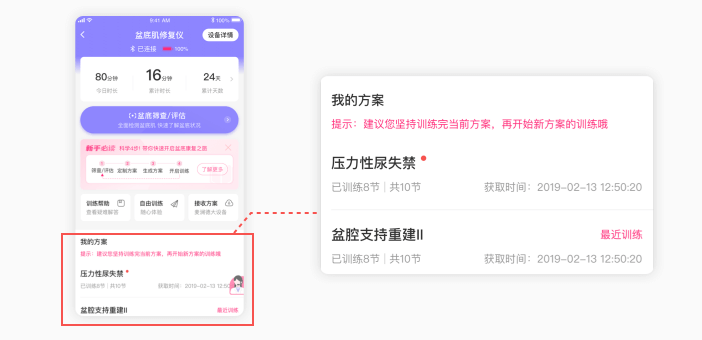 9:41 AM
100%
盆底肌修复仪
设备详情
已连接
100%
80分钟
16分钟
24天
今日时长
累计时长
累计天数
盆底筛查/评估
全面检测盆底肌 快速了解盆底状况
新手必读 科学4步! 带你快速开启盆底康复之旅
筛查/评估
定制方案
生成方案
开启训练
了解更多
训练帮助
查看疑难解答
自由训练
随心体验
接收方案
重端康大设备
我的方案
提示：建议您坚持训练完当前方案，再开始新方案的训练哦
压力性尿失禁
已训练8节 | 共10节
获取时间：2019-02-13 12:50
盆腔支持重建II
最近训练
我的方案
提示：建议您坚持训练完当前方案，再开始新方案的训练哦
压力性尿失禁
已训练8节 | 共10节
获取时间：2019-02-13 12:50:20
盆腔支持重建II
最近训练
已训练8节 | 共10节
获取时间：2019-02-13 12:50:20